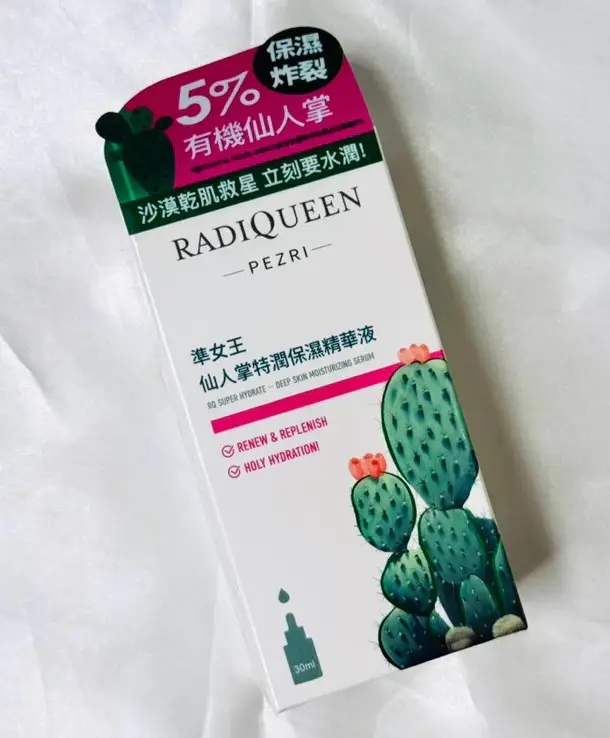 保濕
炸裂
5%
有機仙人掌
沙漠乾肌救星 立刻要水潤!
RADIQUEEN
—PEZRI—
準女王
仙人掌特潤保濕精華液
RQ SUPER HYDRATE — DEEP SKIN MOISTURIZING SERUM
RENEW & REPLENISH
HOLY HYDRATION!
30ml